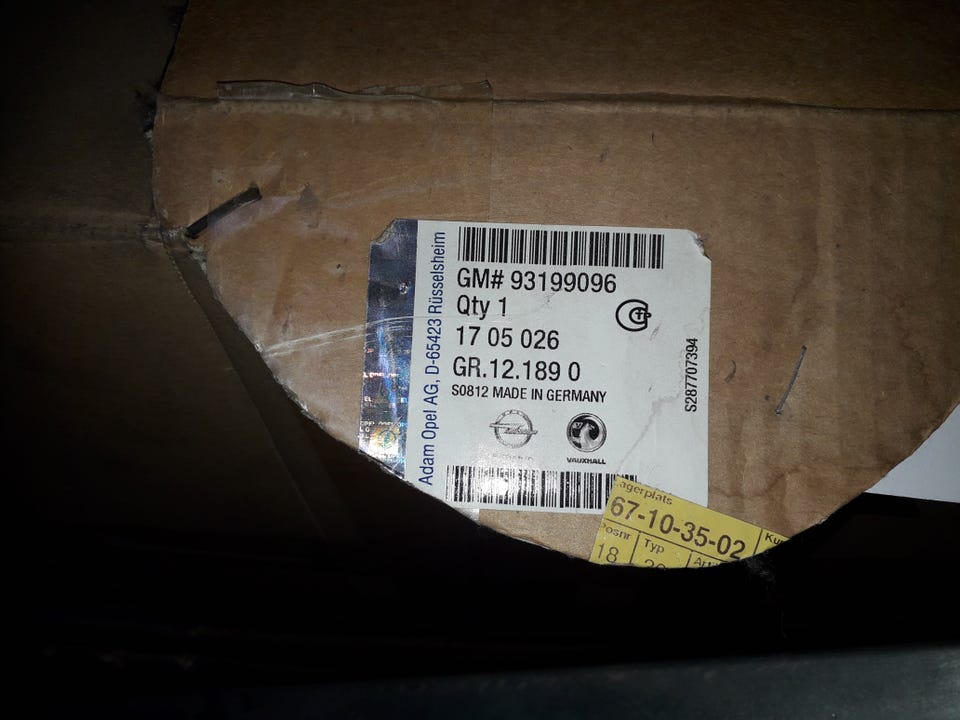 Adam Opel AG, D-65423 Rüsselsheim
GM# 93199096
Qty 1
17 05 026
GR.12.189 0
S0812 MADE IN GERMANY
VAUXHALL
S287707394
agerplats
67-10-35-02
Posnr
Typ
18